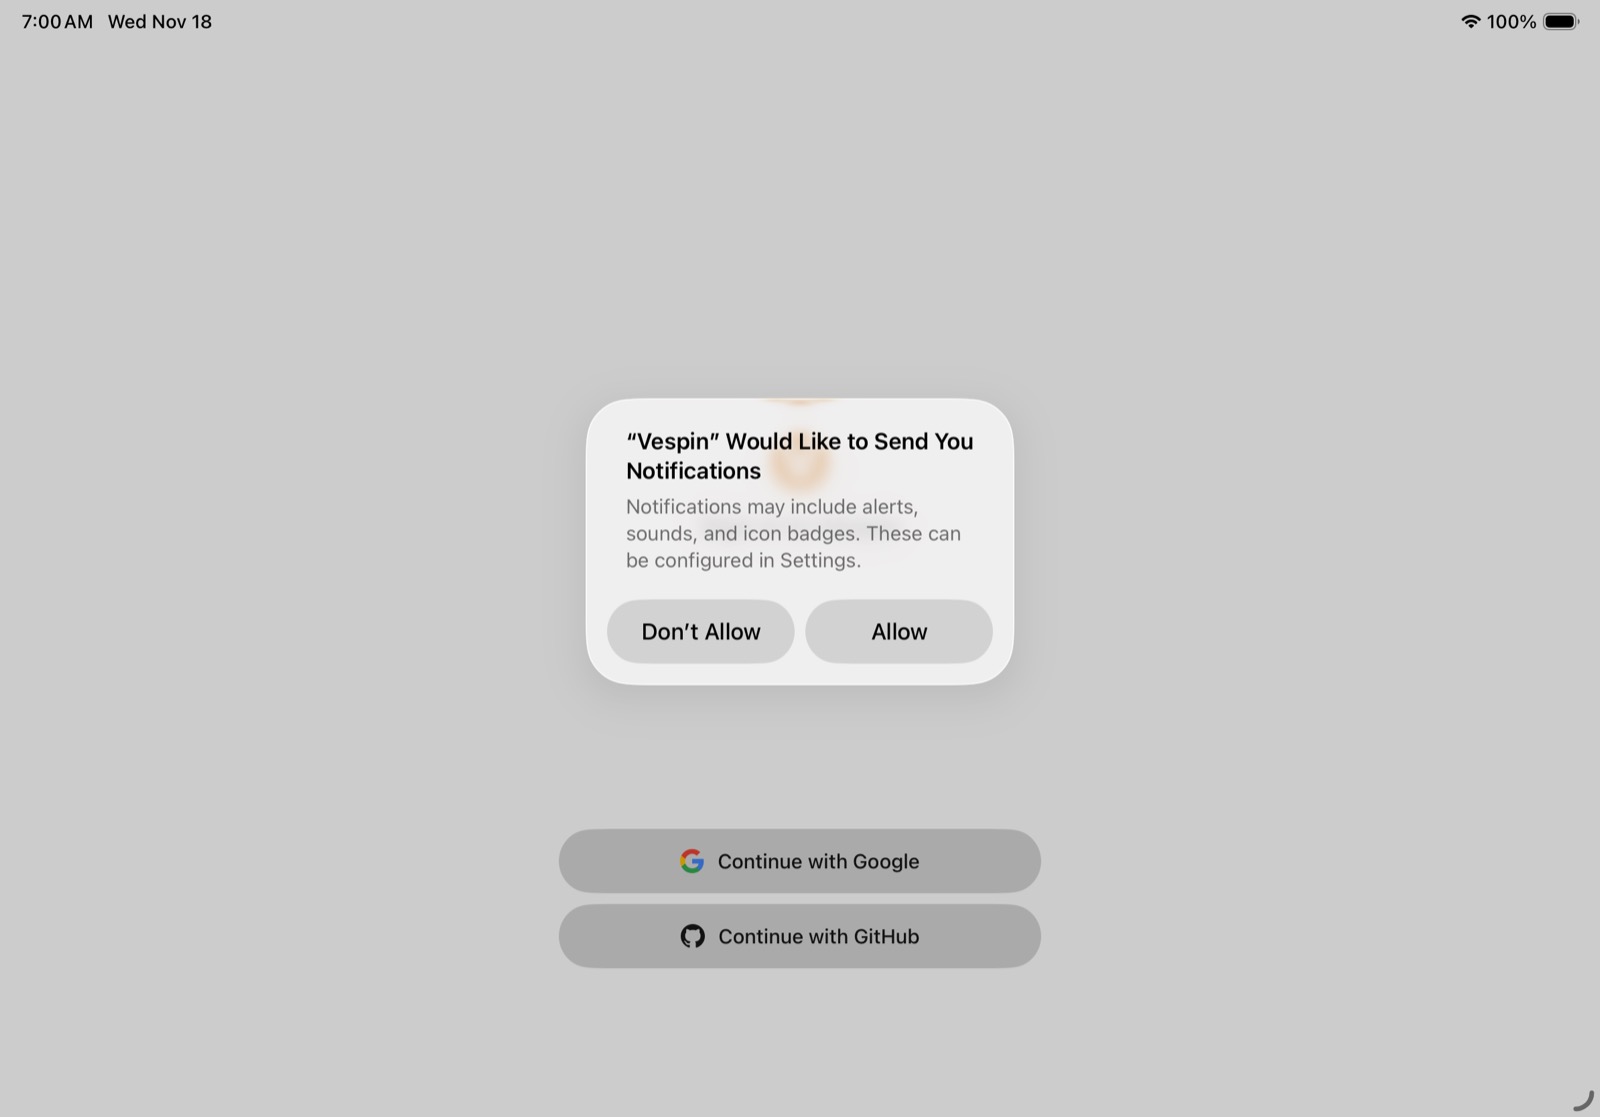 7:00 AM Wed Nov 18
100%
“Vespin” Would Like to Send You
Notifications
Notifications may include alerts,
sounds, and icon badges. These can
be configured in Settings.
Don’t Allow
Allow
Continue with Google
Continue with GitHub